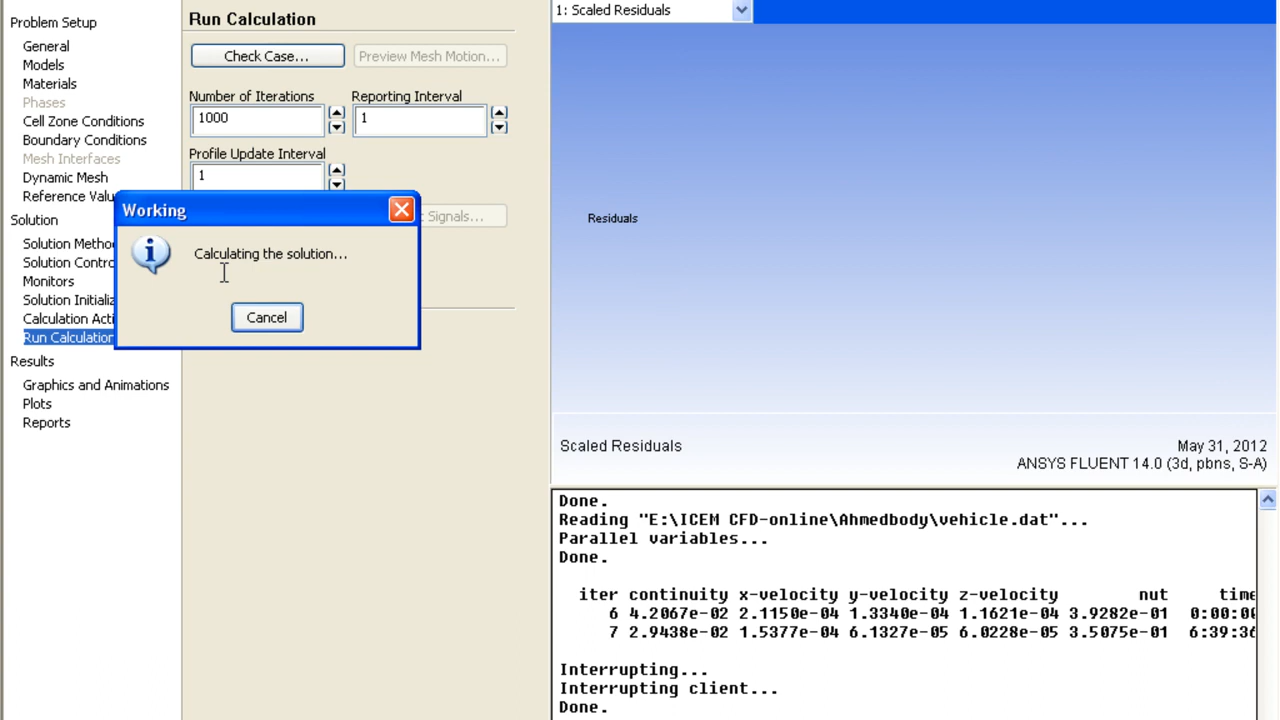 Problem Setup
General
Models
Materials
Phases
Cell Zone Conditions
Boundary Conditions
Mesh Interfaces
Dynamic Mesh
Reference Valu
Solution
Solution Metho
Solution Contro
Monitors
Solution Initializ
Calculation Acti
Run Calculation
Results
Graphics and Animations
Plots
Reports
Run Calculation
Check Case...
Preview Mesh Motion...
Number of Iterations
Reporting Interval
1000
1
Profile Update Interval
1
Signals...
Working
Calculating the solution...
Cancel
1: Scaled Residuals
Residuals
Scaled Residuals
May 31, 2012
ANSYS FLUENT 14.0 (3d, pbns, S-A)
Done.
Reading "E:\ICEM CFD-online\Ahmedbody\vehicle.dat"...
Parallel variables...
Done.
iter continuity x-velocity y-velocity z-velocity nut time
6 4.2067e-02 2.1150e-04 1.3340e-04 1.1621e-04 3.9282e-01 0:00:00
7 2.9438e-02 1.5377e-04 6.1327e-05 6.0228e-05 3.5075e-01 6:39:36
Interrupting...
Interrupting client...
Done.